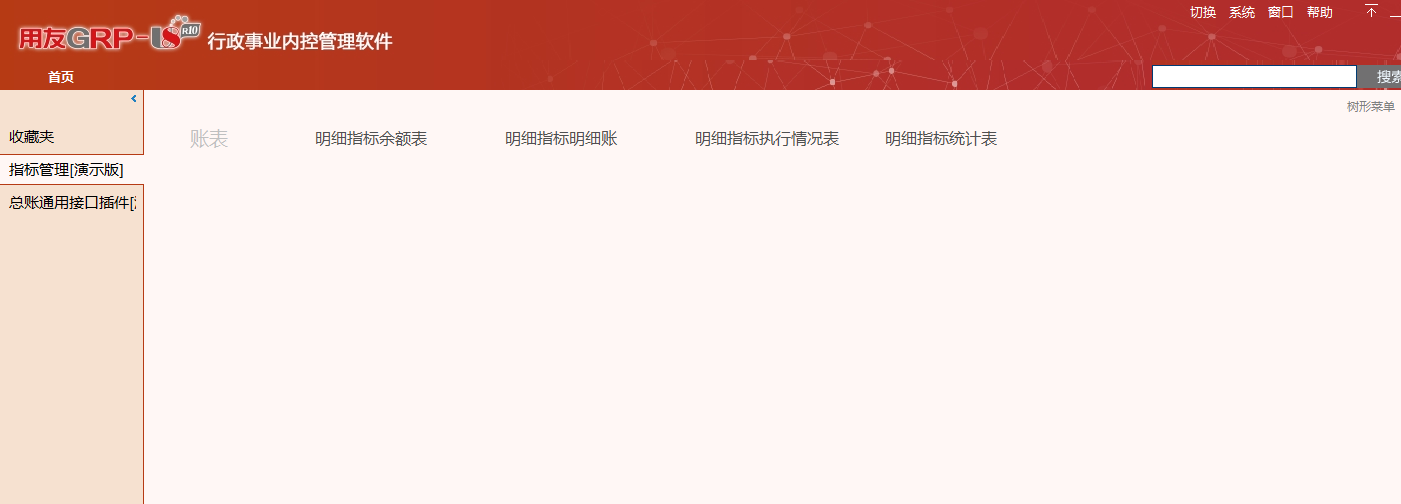 切换 系统 窗口 帮助
用友GRP-U8 R10 行政事业内控管理软件
首页
搜索
树形菜单
收藏夹
账表 明细指标余额表 明细指标明细账 明细指标执行情况表 明细指标统计表
指标管理[演示版]
总账通用接口插件[